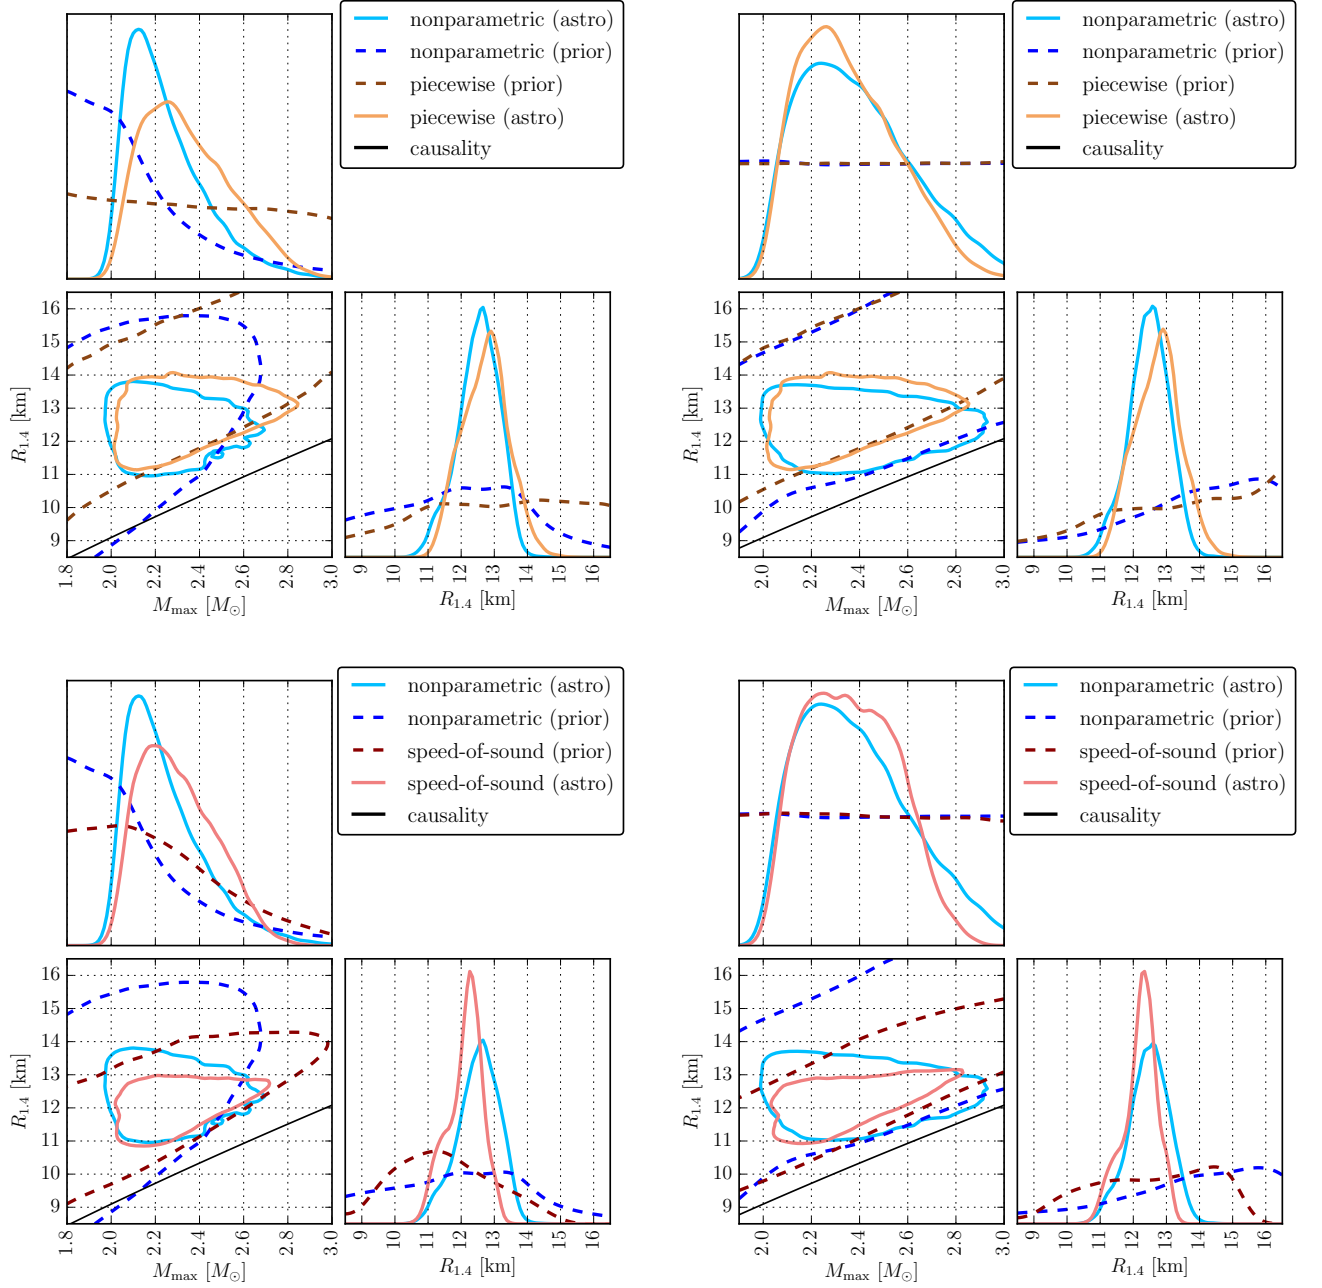 nonparametric (astro)
nonparametric (prior)
piecewise (prior)
piecewise (astro)
causality
16
15
14
13
12
11
10
9
R1.4 [km]
1.8
2.0
2.2
2.4
2.6
2.8
3.0
Mmax [M⊙]
9
10
11
12
13
14
15
16
R1.4 [km]
nonparametric (astro)
nonparametric (prior)
piecewise (prior)
piecewise (astro)
causality
16
15
14
13
12
11
10
9
R1.4 [km]
2.0
2.2
2.4
2.6
2.8
3.0
Mmax [M⊙]
9
10
11
12
13
14
15
16
R1.4 [km]
nonparametric (astro)
nonparametric (prior)
speed-of-sound (prior)
speed-of-sound (astro)
causality
16
15
14
13
12
11
10
9
R1.4 [km]
1.8
2.0
2.2
2.4
2.6
2.8
3.0
Mmax [M⊙]
9
10
11
12
13
14
15
16
R1.4 [km]
nonparametric (astro)
nonparametric (prior)
speed-of-sound (prior)
speed-of-sound (astro)
causality
16
15
14
13
12
11
10
9
R1.4 [km]
2.0
2.2
2.4
2.6
2.8
3.0
Mmax [M⊙]
9
10
11
12
13
14
15
16
R1.4 [km]